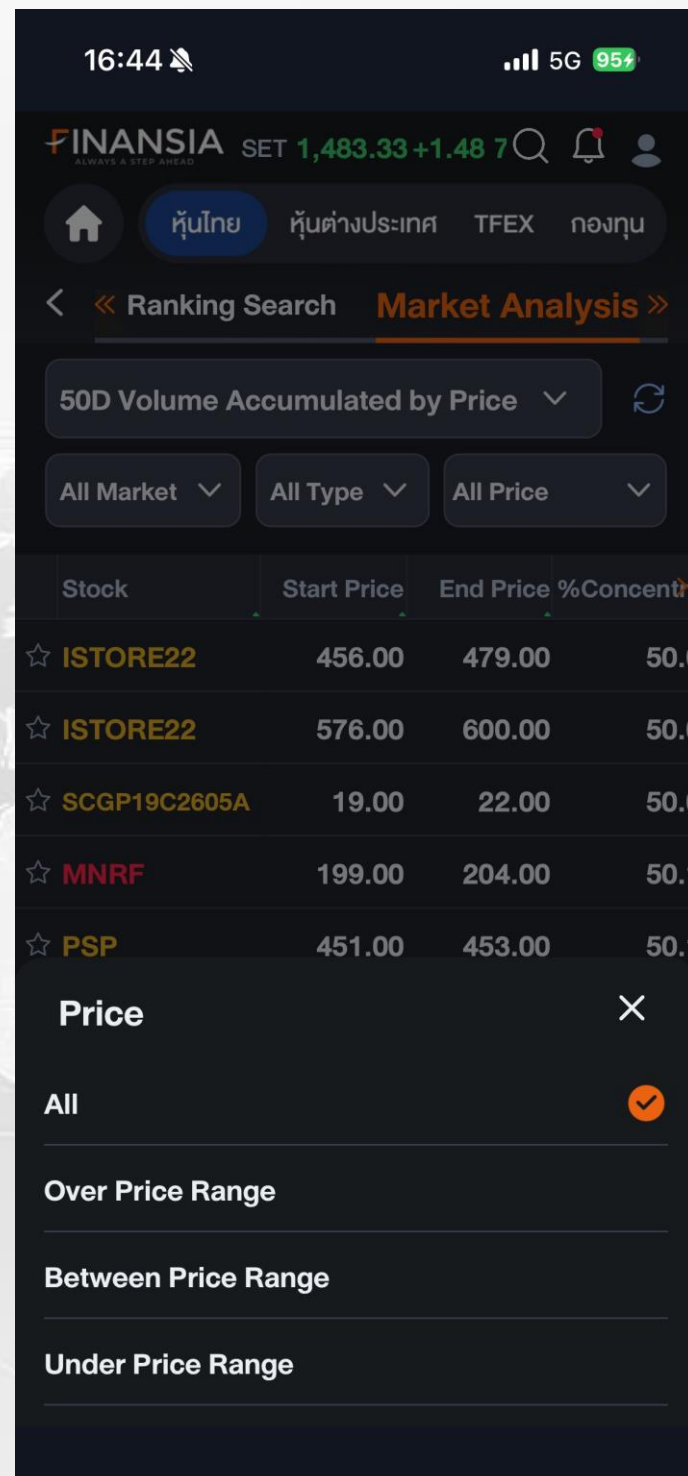 16:44 5G 95
FINANSIA SET 1,483.33 +1.48 7
ALWAYS A STEP AHEAD
หุ้นไทย หุ้นต่างประเทศ TFEX กองทุน
< « Ranking Search Market Analysis »
50D Volume Accumulated by Price
All Market All Type All Price
Stock Start Price End Price %Concentr
ISTORE22 456.00 479.00 50.
ISTORE22 576.00 600.00 50.
SCGP19C2605A 19.00 22.00 50.
MNRF 199.00 204.00 50.
PSP 451.00 453.00 50.
Price
All
Over Price Range
Between Price Range
Under Price Range